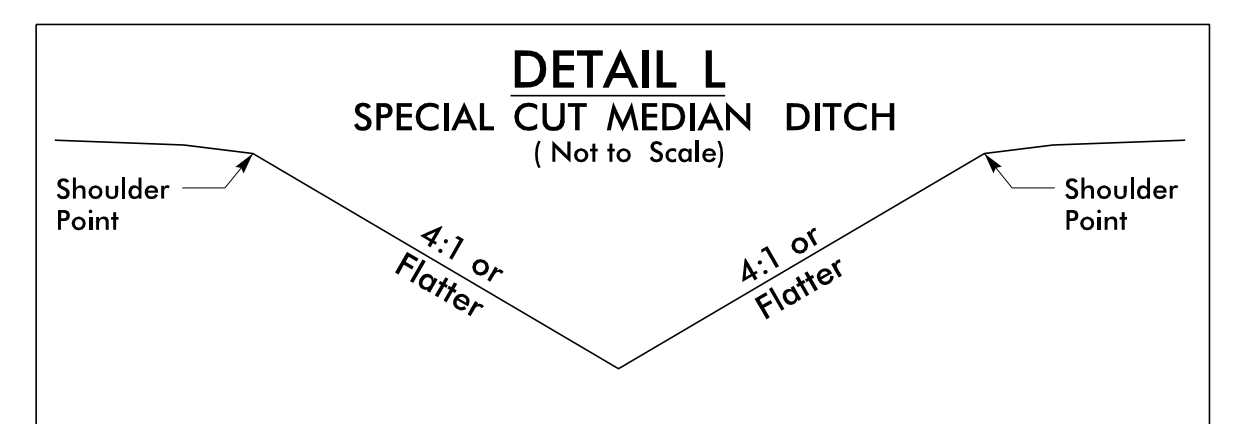 DETAIL L
SPECIAL CUT MEDIAN DITCH
( Not to Scale)
Shoulder
Point
4:1 or
Flatter
4:1 or
Flatter
Shoulder
Point